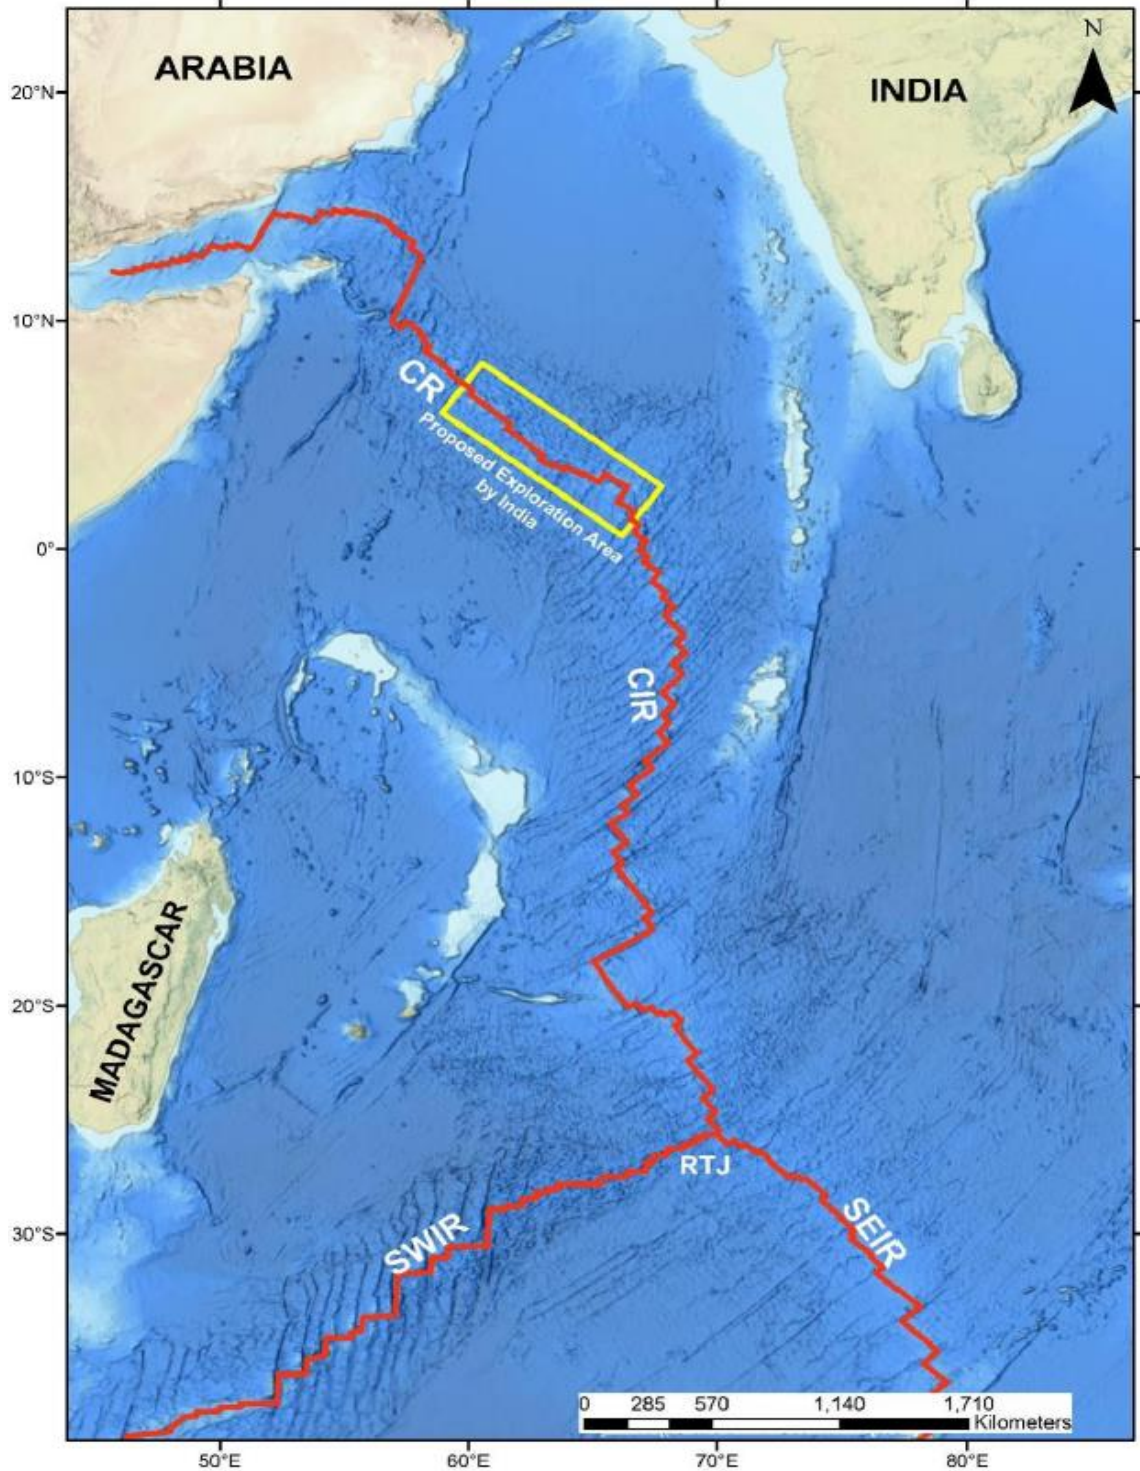 N
ARABIA
INDIA
20°N
10°N
CR
Proposed Exploration Area
by India
0°
CIR
10°S
MADAGASCAR
20°S
RTJ
30°S
SWIR
SEIR
0 285 570 1,140 1,710
Kilometers
50°E 60°E 70°E 80°E